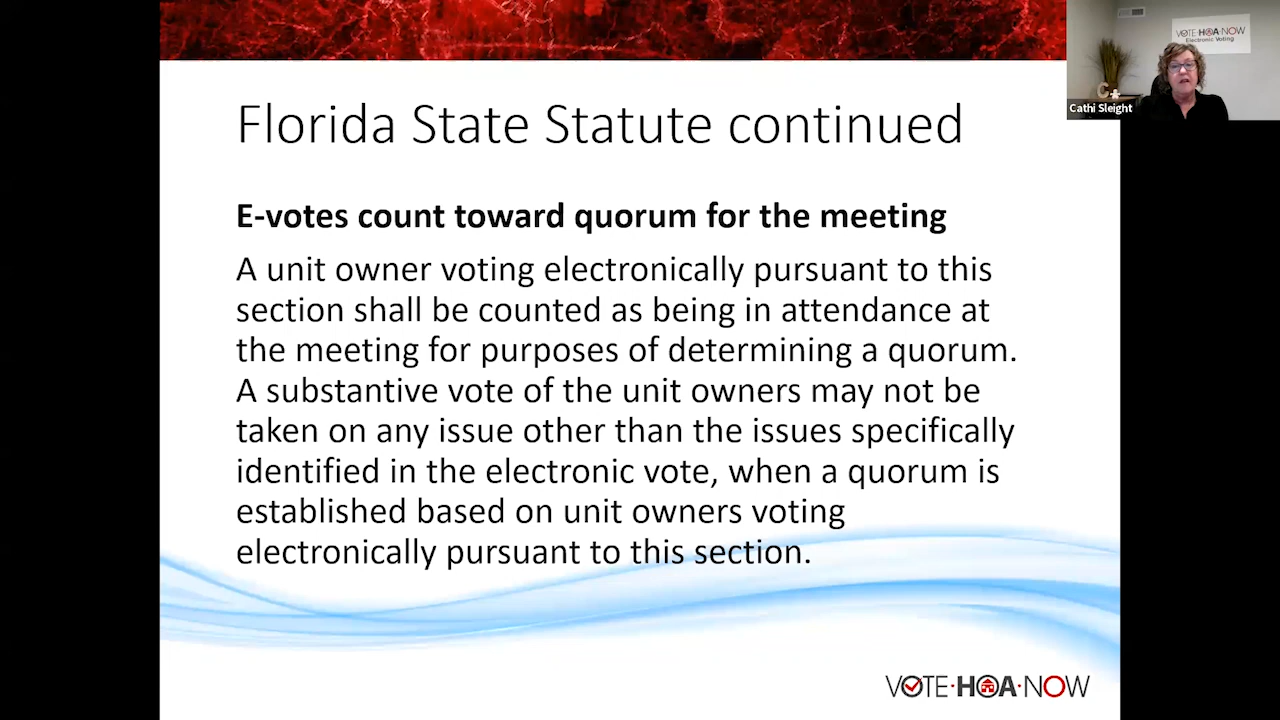 VOTE·HOA·NOW
Electronic Voting
Cathi Sleight
Florida State Statute continued
E-votes count toward quorum for the meeting
A unit owner voting electronically pursuant to this
section shall be counted as being in attendance at
the meeting for purposes of determining a quorum.
A substantive vote of the unit owners may not be
taken on any issue other than the issues specifically
identified in the electronic vote, when a quorum is
established based on unit owners voting
electronically pursuant to this section.
VOTE·HOA·NOW